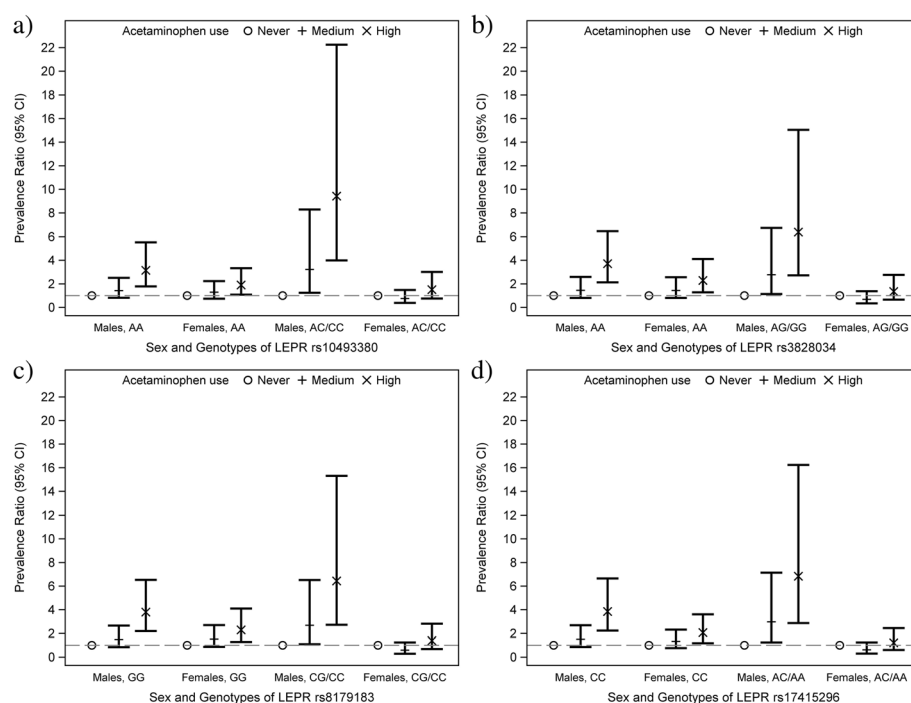 a)
Acetaminophen use ○ Never + Medium × High
Prevalence Ratio (95% CI)
22
20
18
16
14
12
10
8
6
4
2
0
Males, AA Females, AA Males, AC/CC Females, AC/CC
Sex and Genotypes of LEPR rs10493380
b)
Acetaminophen use ○ Never + Medium × High
Prevalence Ratio (95% CI)
22
20
18
16
14
12
10
8
6
4
2
0
Males, AA Females, AA Males, AG/GG Females, AG/GG
Sex and Genotypes of LEPR rs3828034
c)
Acetaminophen use ○ Never + Medium × High
Prevalence Ratio (95% CI)
22
20
18
16
14
12
10
8
6
4
2
0
Males, GG Females, GG Males, CG/CC Females, CG/CC
Sex and Genotypes of LEPR rs8179183
d)
Acetaminophen use ○ Never + Medium × High
Prevalence Ratio (95% CI)
22
20
18
16
14
12
10
8
6
4
2
0
Males, CC Females, CC Males, AC/AA Females, AC/AA
Sex and Genotypes of LEPR rs17415296